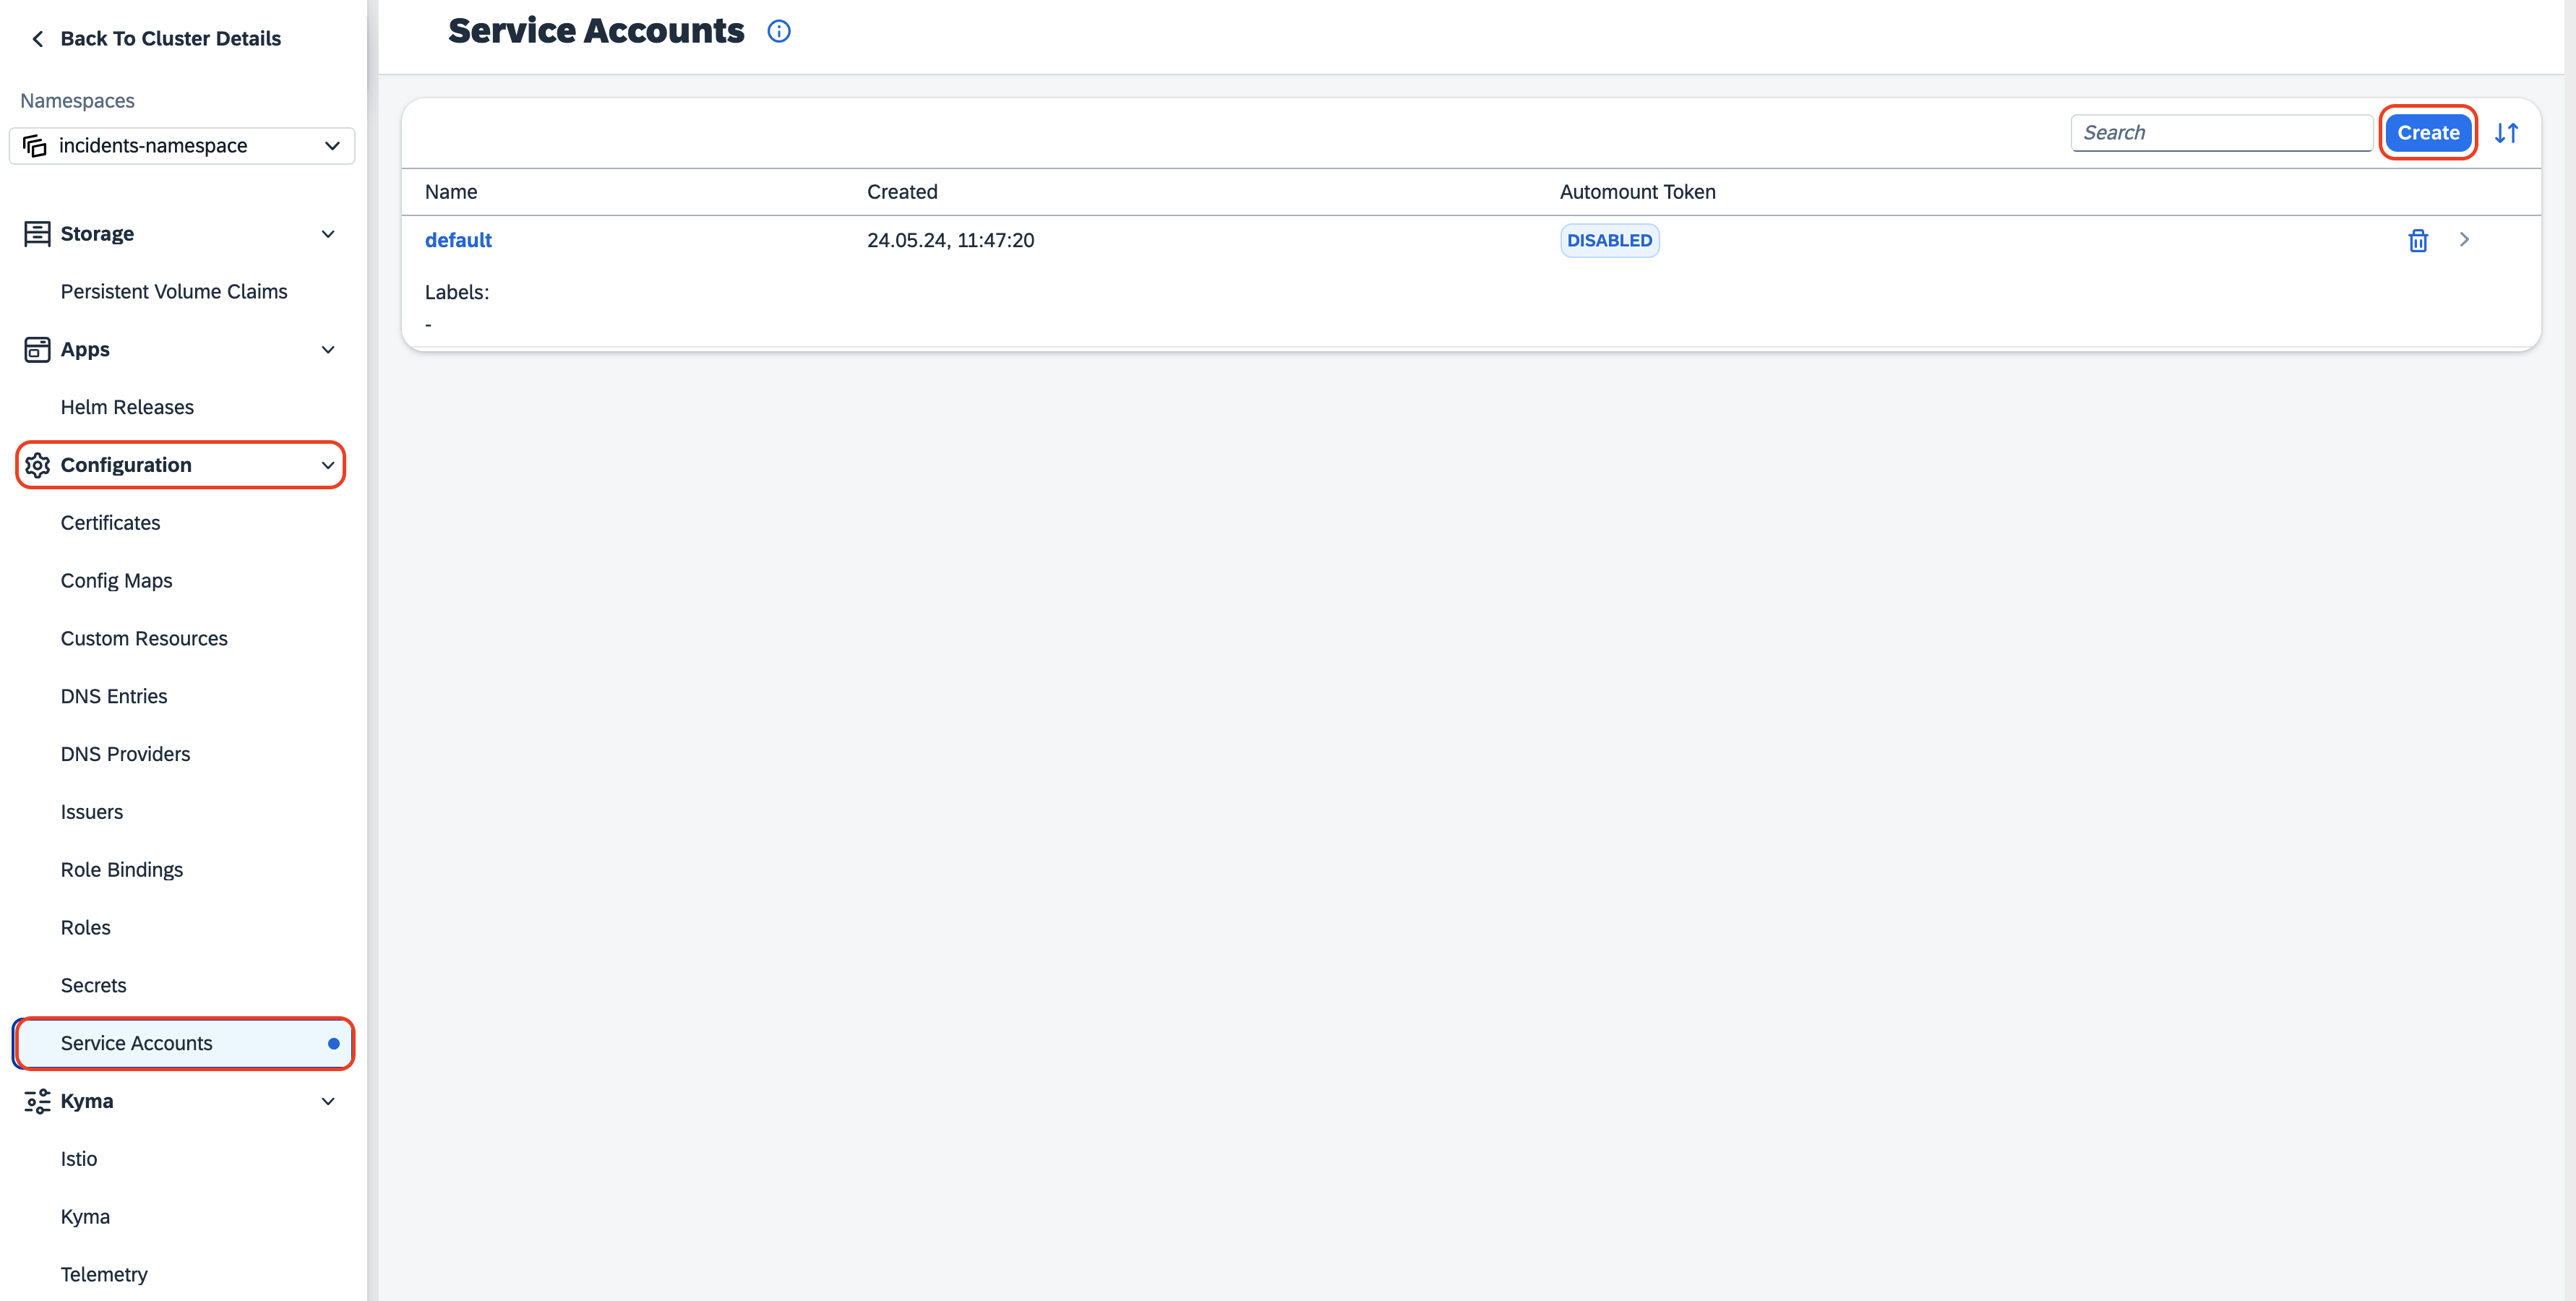 Back To Cluster Details
Namespaces
incidents-namespace
Storage
Persistent Volume Claims
Apps
Helm Releases
Configuration
Certificates
Config Maps
Custom Resources
DNS Entries
DNS Providers
Issuers
Role Bindings
Roles
Secrets
Service Accounts
Kyma
Istio
Kyma
Telemetry
Service Accounts
Search
Create
Name Created Automount Token
default 24.05.24, 11:47:20 DISABLED
Labels:
-